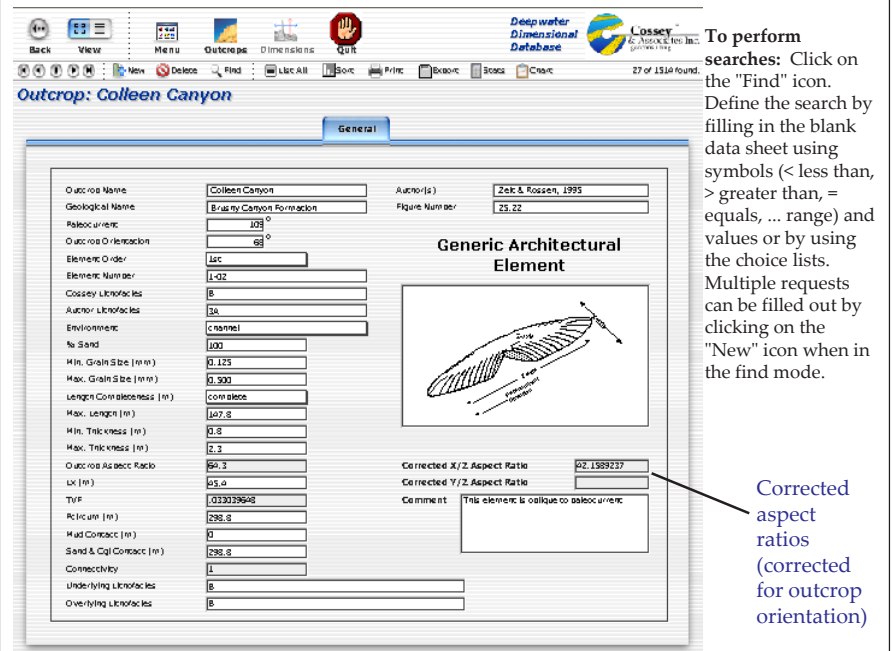 Back
View
Menu
Outcrops
Dimensions
Quit
Deepwater
Dimensional
Database
Cossey
& Associates Inc.
New
Delete
Find
List All
Sort
Print
Export
Stats
Chart
27 of 1514 found.
Outcrop: Colleen Canyon
General
Outcrop Name
Colleen Canyon
Author(s)
Zelt & Rossen, 1995
Geological Name
Brushy Canyon Formation
Figure Number
25.22
Paleocurrent
109 °
Outcrop Orientation
68 °
Element Order
1st
Element Number
1-02
Cossey Lithofacies
B
Author Lithofacies
3A
Environment
channel
% Sand
100
Min. Grain Size (mm)
0.125
Max. Grain Size (mm)
0.500
Length Completeness (m)
complete
Max. Length (m)
147.8
Min. Thickness (m)
0.8
Max. Thickness (m)
2.3
Outcrop Aspect Ratio
64.3
LX (m)
45.4
TVF
.033039648
Pcircum (m)
298.8
Mud Contact (m)
0
Sand & Cgl Contact (m)
298.8
Connectivity
1
Underlying Lithofacies
B
Overlying Lithofacies
B
Generic Architectural
Element
Corrected X/Z Aspect Ratio
42.1589237
Corrected Y/Z Aspect Ratio
Comment
This element is oblique to paleocurrent
To perform
searches: Click on
the "Find" icon.
Define the search by
filling in the blank
data sheet using
symbols (< less than,
> greater than, =
equals, ... range) and
values or by using
the choice lists.
Multiple requests
can be filled out by
clicking on the
"New" icon when in
the find mode.
Corrected
aspect
ratios
(corrected
for outcrop
orientation)